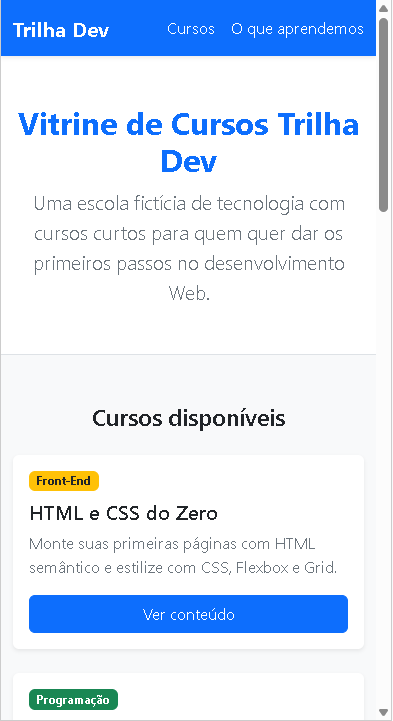 Trilha Dev
Cursos
O que aprendemos
Vitrine de Cursos Trilha
Dev
Uma escola fictícia de tecnologia com
cursos curtos para quem quer dar os
primeiros passos no desenvolvimento
Web.
Cursos disponíveis
Front-End
HTML e CSS do Zero
Monte suas primeiras páginas com HTML
semântico e estilize com CSS, Flexbox e Grid.
Ver conteúdo
Programação